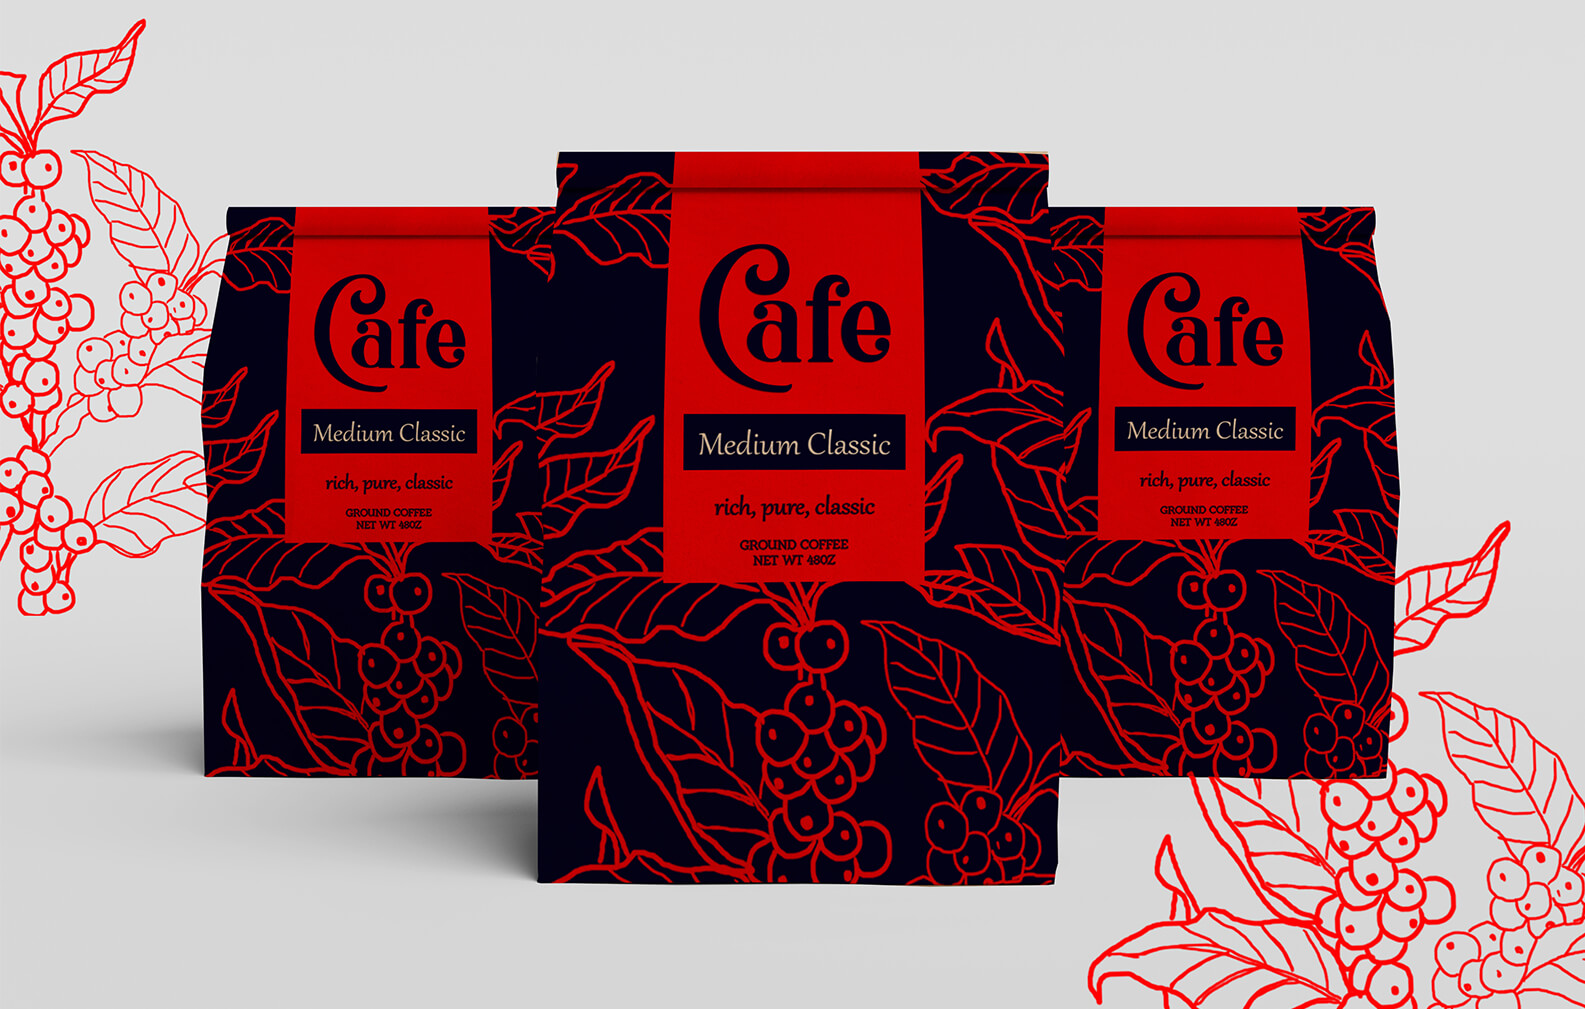 Cafe
Medium Classic
rich, pure, classic
GROUND COFFEE
NET WT 48OZ
Cafe
Medium Classic
rich, pure, classic
GROUND COFFEE
NET WT 48OZ
Cafe
Medium Classic
rich, pure, classic
GROUND COFFEE
NET WT 48OZ